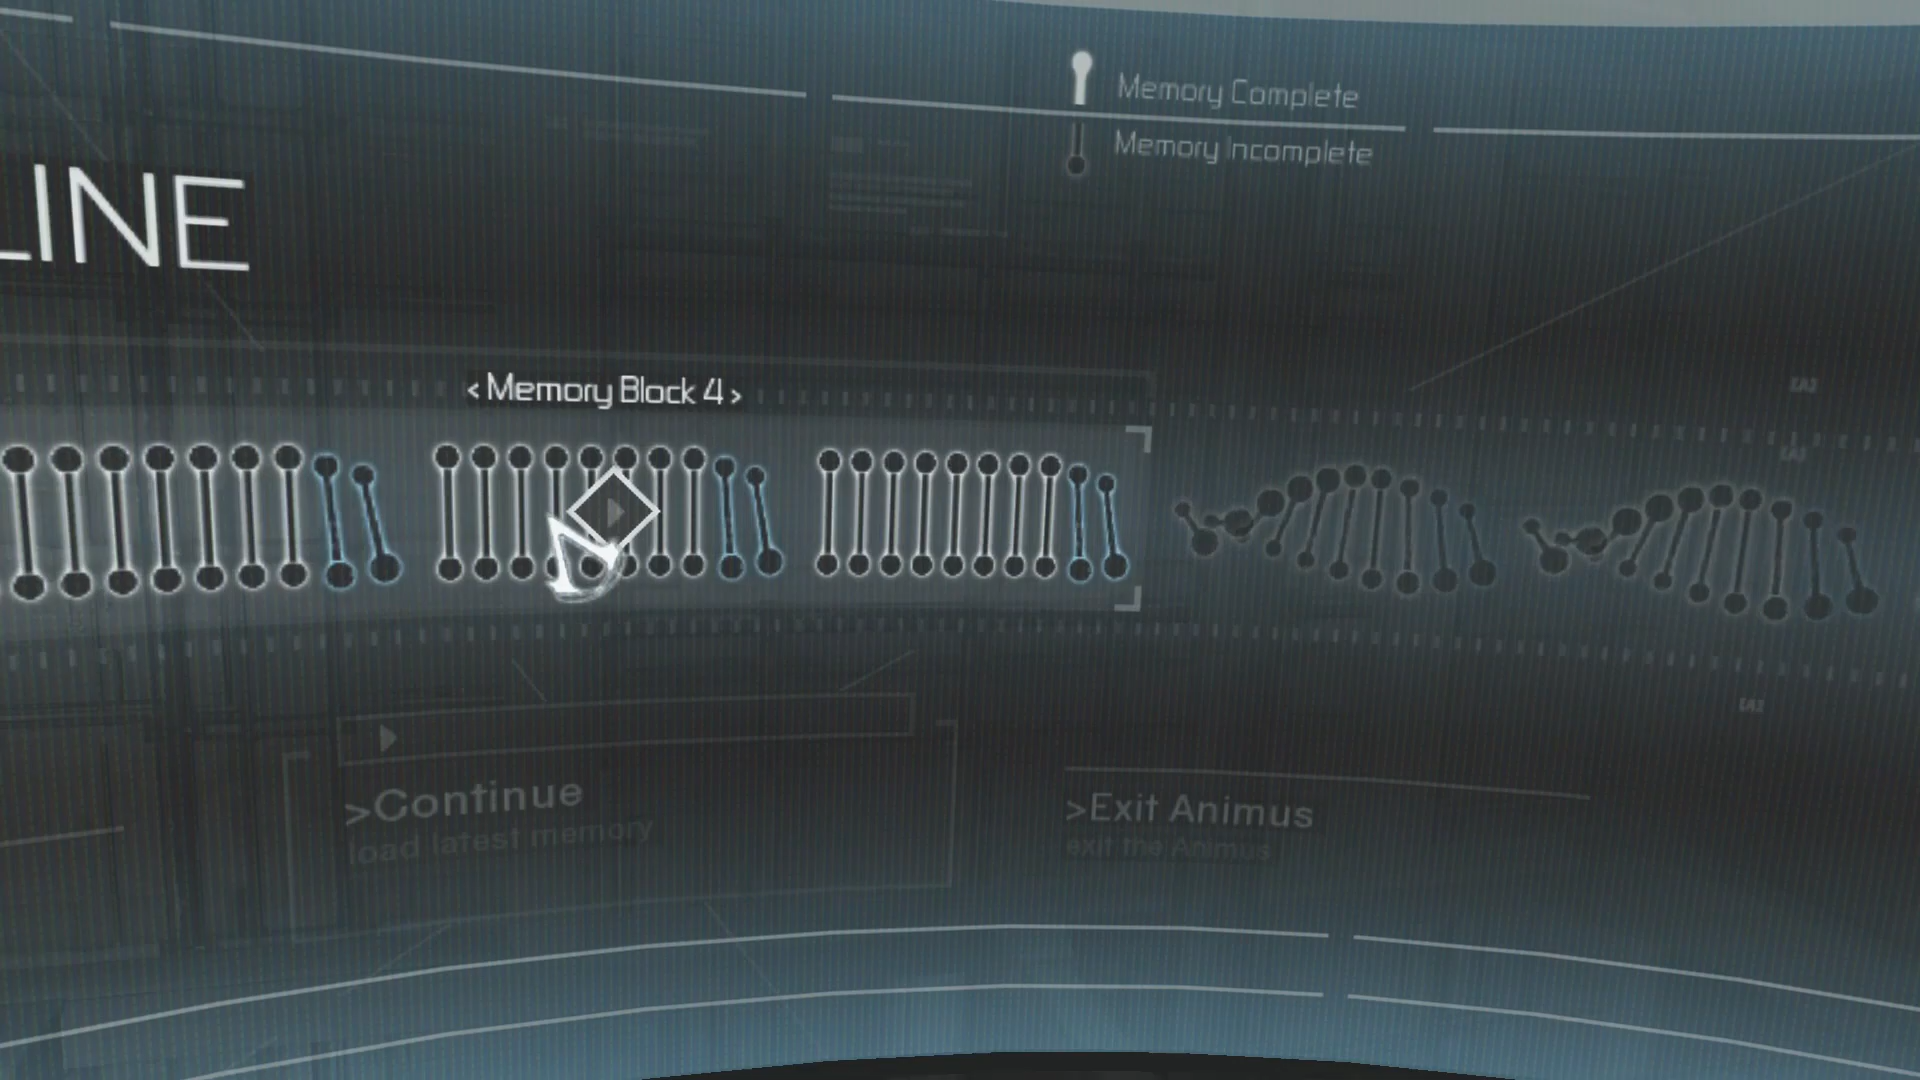 Memory Complete
Memory Incomplete
LINE
< Memory Block 4 >
>Continue
load latest memory
>Exit Animus
exit the Animus